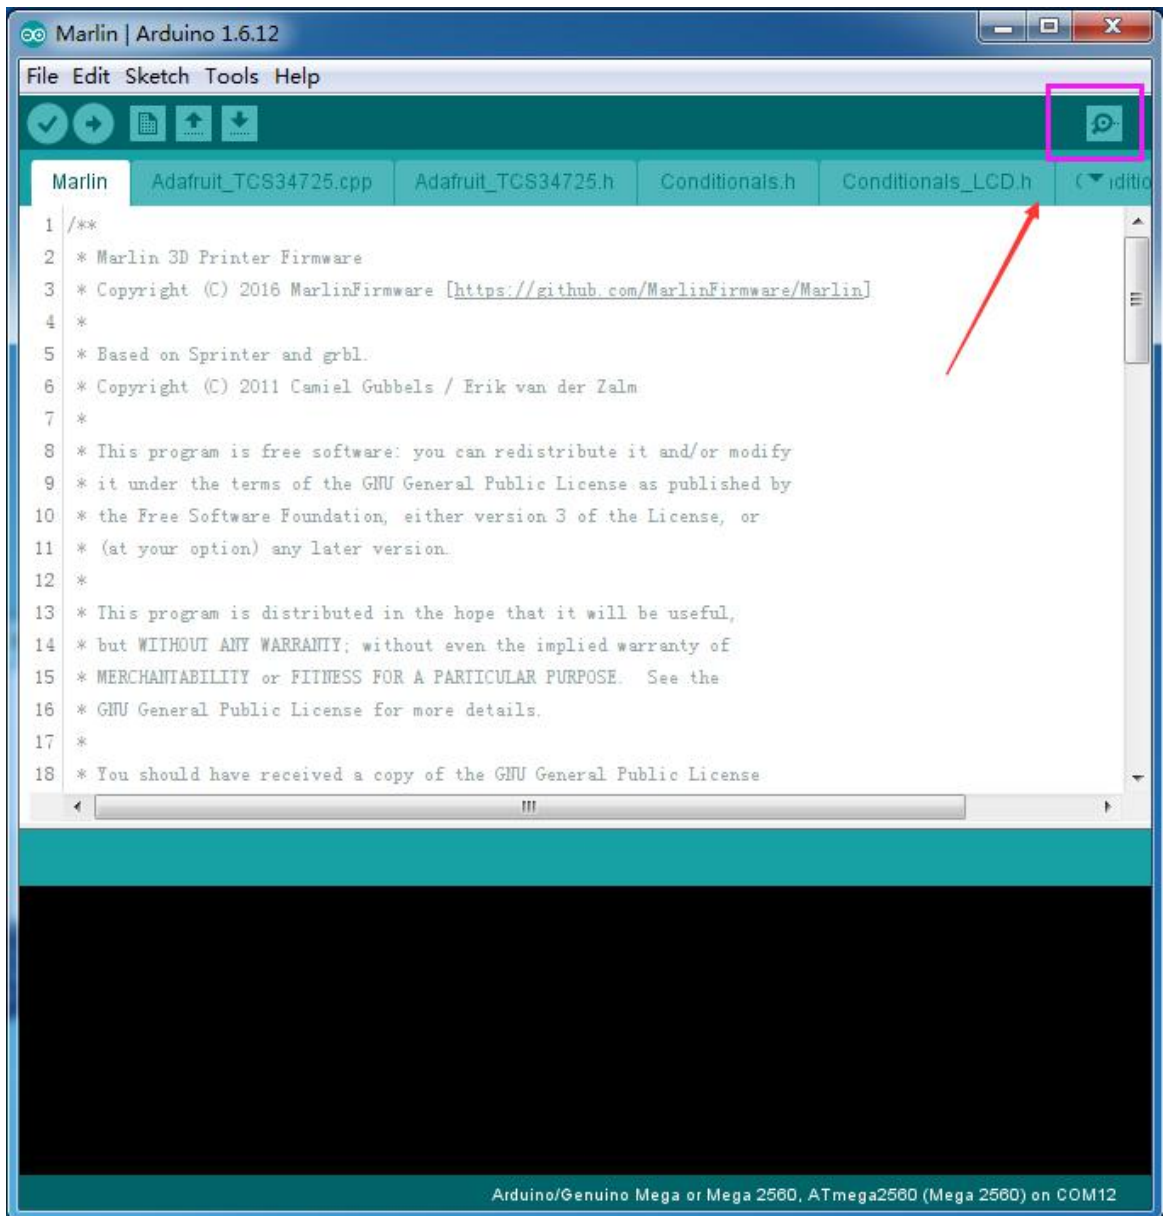 Marlin | Arduino 1.6.12
File Edit Sketch Tools Help
Marlin Adafruit_TCS34725.cpp Adafruit_TCS34725.h Conditionals.h Conditionals_LCD.h
1 /**
2 * Marlin 3D Printer Firmware
3 * Copyright (C) 2016 MarlinFirmware [https://github.com/MarlinFirmware/Marlin]
4 *
5 * Based on Sprinter and grbl.
6 * Copyright (C) 2011 Camiel Gubbels / Erik van der Zalm
7 *
8 * This program is free software: you can redistribute it and/or modify
9 * it under the terms of the GNU General Public License as published by
10 * the Free Software Foundation, either version 3 of the License, or
11 * (at your option) any later version.
12 *
13 * This program is distributed in the hope that it will be useful,
14 * but WITHOUT ANY WARRANTY; without even the implied warranty of
15 * MERCHANTABILITY or FITNESS FOR A PARTICULAR PURPOSE.  See the
16 * GNU General Public License for more details.
17 *
18 * You should have received a copy of the GNU General Public License
Arduino/Genuino Mega or Mega 2560, ATmega2560 (Mega 2560) on COM12